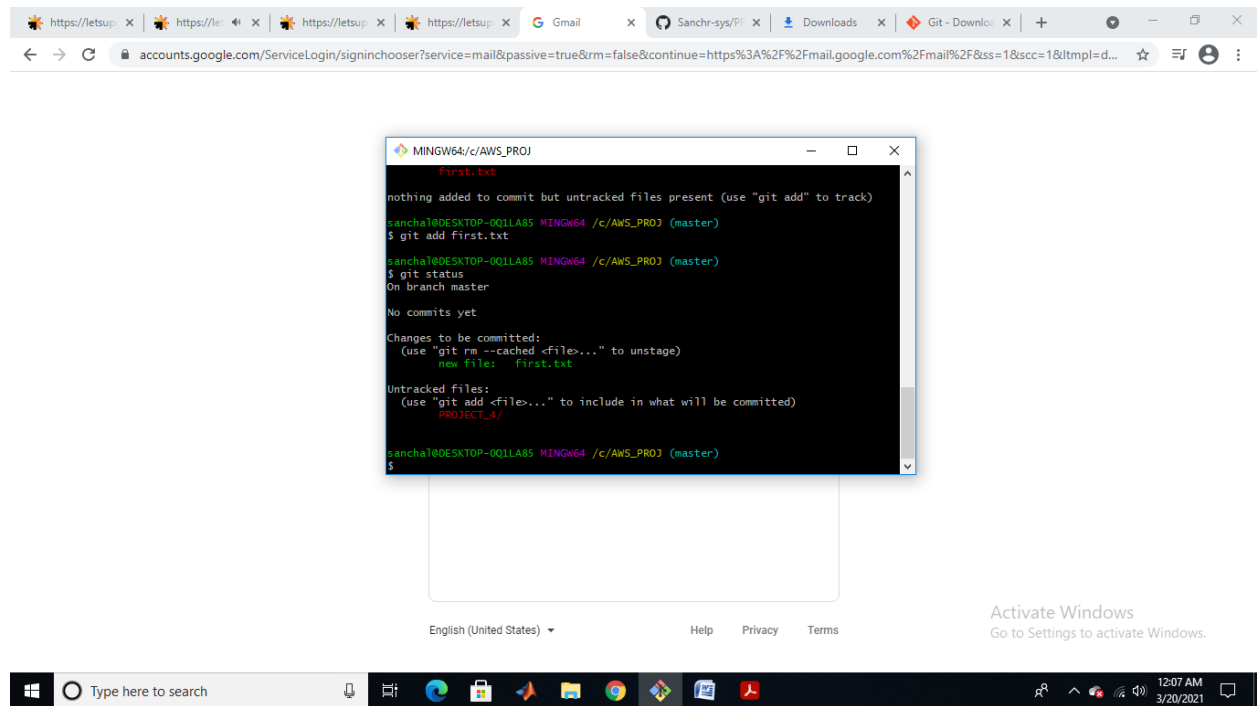 https://letsup
https://let
https://letsup
https://letsup
Gmail
Sanchr-sys/PF
Downloads
Git - Downloa
accounts.google.com/ServiceLogin/signinchooser?service=mail&passive=true&rm=false&continue=https%3A%2F%2Fmail.google.com%2Fmail%2F&ss=1&scc=1&ltmpl=d...
MINGW64:/c/AWS_PROJ
first.txt
nothing added to commit but untracked files present (use "git add" to track)
sanchal@DESKTOP-0Q1LA85 MINGW64 /c/AWS_PROJ (master)
$ git add first.txt
sanchal@DESKTOP-0Q1LA85 MINGW64 /c/AWS_PROJ (master)
$ git status
On branch master
No commits yet
Changes to be committed:
(use "git rm --cached <file>..." to unstage)
new file:   first.txt
Untracked files:
(use "git add <file>..." to include in what will be committed)
PROJECT_4/
sanchal@DESKTOP-0Q1LA85 MINGW64 /c/AWS_PROJ (master)
$
English (United States)
Help Privacy Terms
Activate Windows
Go to Settings to activate Windows.
Type here to search
12:07 AM
3/20/2021